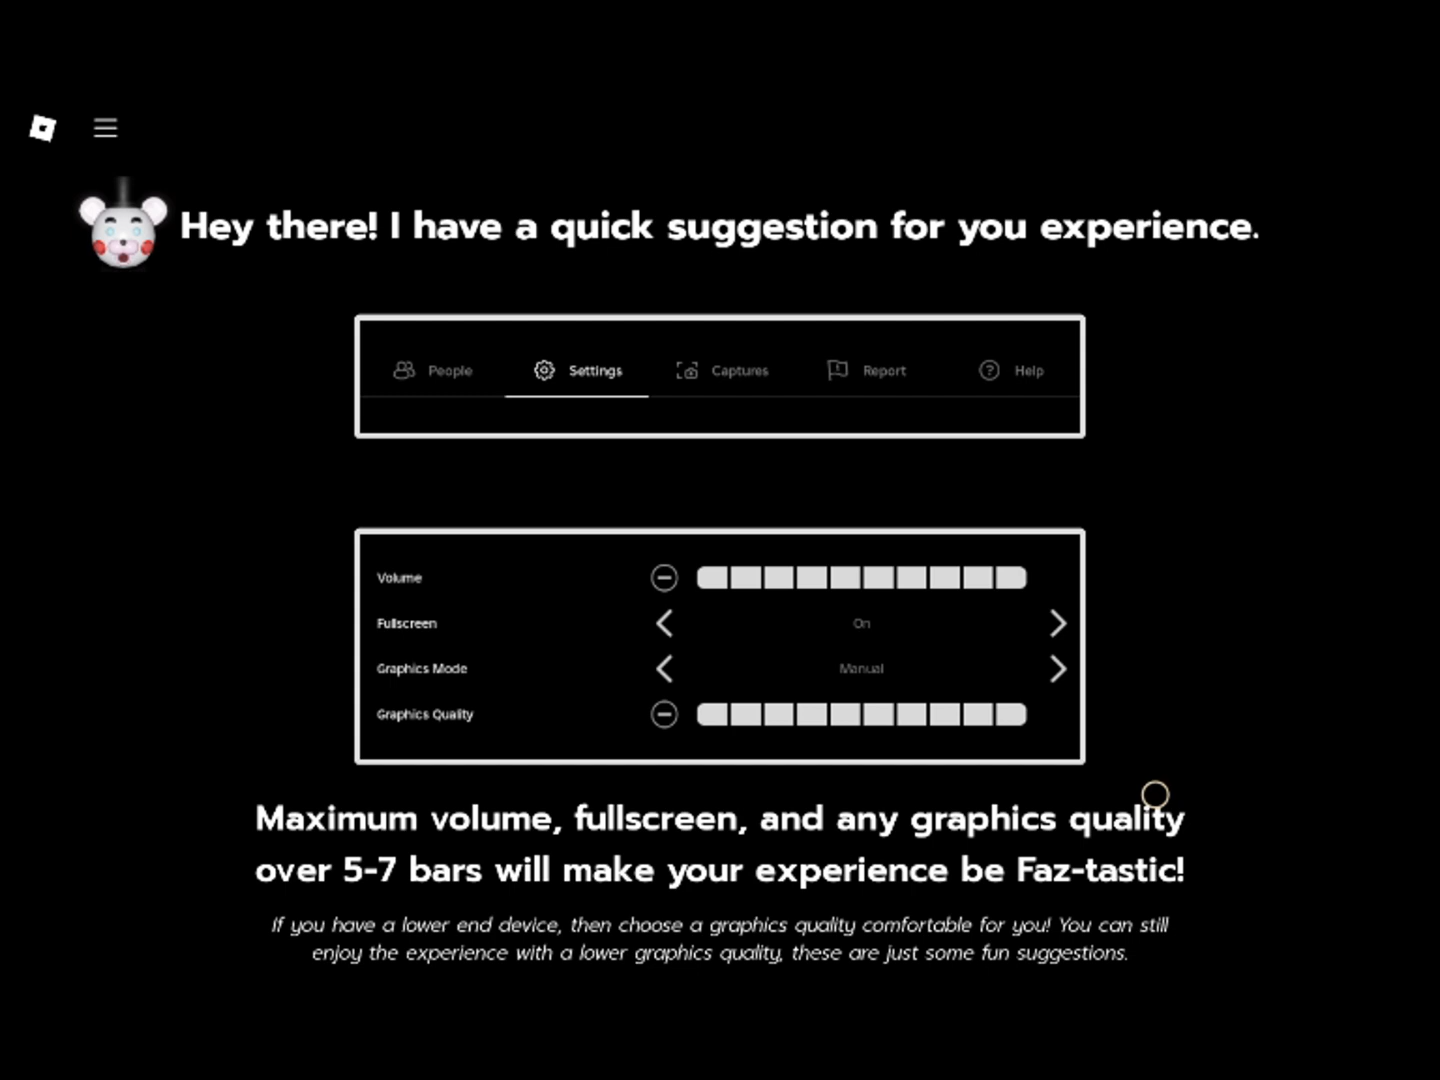 Hey there! I have a quick suggestion for you experience.
People Settings Captures Report Help
Volume
Fullscreen On
Graphics Mode Manual
Graphics Quality
Maximum volume, fullscreen, and any graphics quality
over 5-7 bars will make your experience be Faz-tastic!
If you have a lower end device, then choose a graphics quality comfortable for you! You can still
enjoy the experience with a lower graphics quality, these are just some fun suggestions.